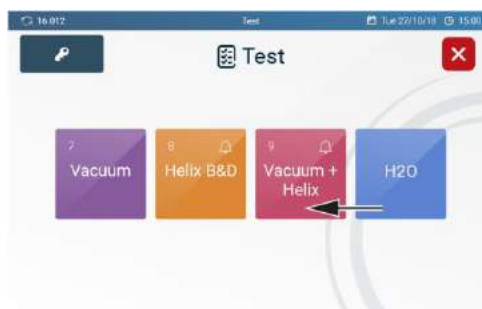 16.012 Test Tue 27/10/18 15:00
Test
7 8 9
Vacuum Helix B&D Vacuum + Helix H2O